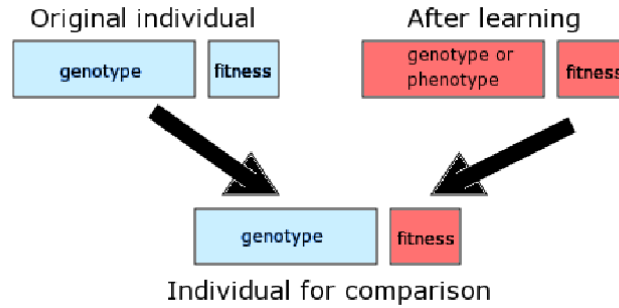 Original individual
After learning
genotype
fitness
genotype or
phenotype
fitness
genotype
fitness
Individual for comparison